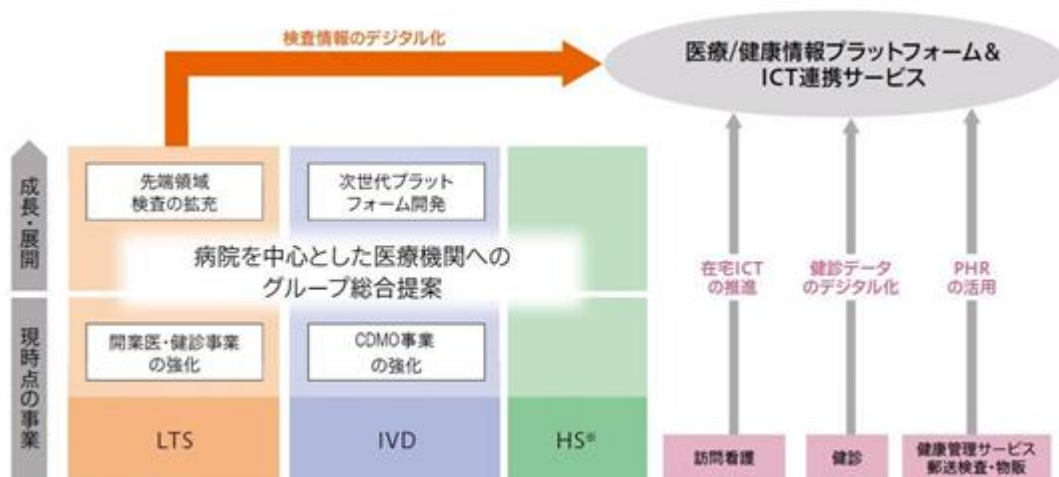 検査情報のデジタル化
医療/健康情報プラットフォーム&
ICT連携サービス
成長・展開
先端領域
検査の拡充
次世代プラット
フォーム開発
病院を中心とした医療機関への
グループ総合提案
在宅ICT
の推進
健診データ
のデジタル化
PHR
の活用
現時点の事業
開業医・健診事業
の強化
CDMO事業
の強化
LTS
IVD
HS※
訪問看護
健診
健康管理サービス
郵送検査・物販